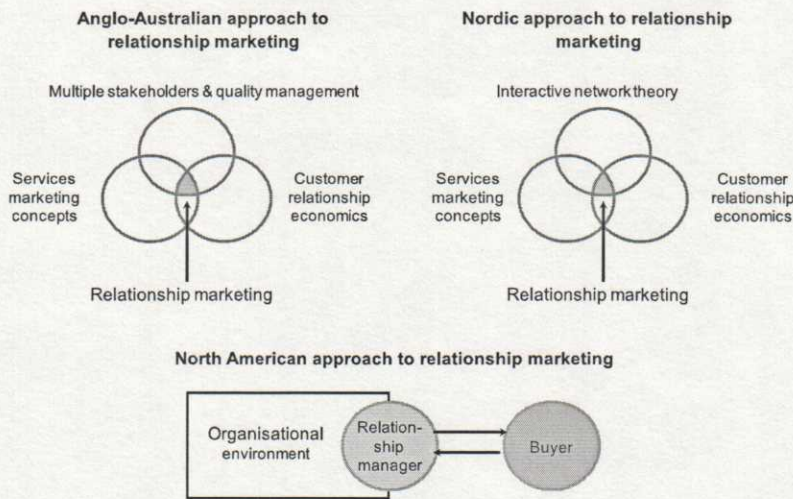 Anglo-Australian approach to
relationship marketing
Multiple stakeholders & quality management
Services
marketing
concepts
Customer
relationship
economics
Relationship marketing
Nordic approach to relationship
marketing
Interactive network theory
Services
marketing
concepts
Customer
relationship
economics
Relationship marketing
North American approach to relationship marketing
Organisational
environment
Relation-
ship
manager
Buyer